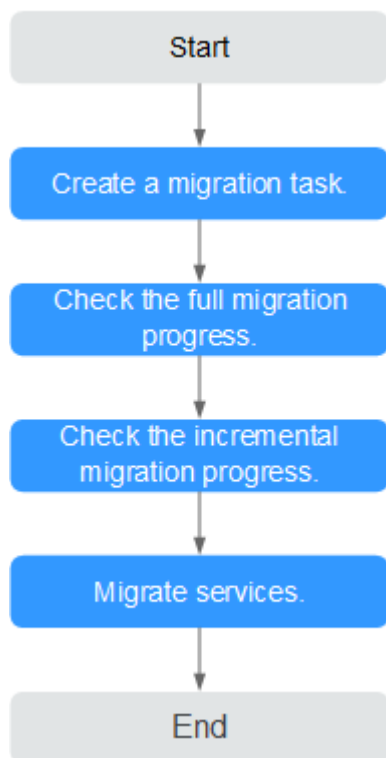 Start
Create a migration task.
Check the full migration
progress.
Check the incremental
migration progress.
Migrate services.
End